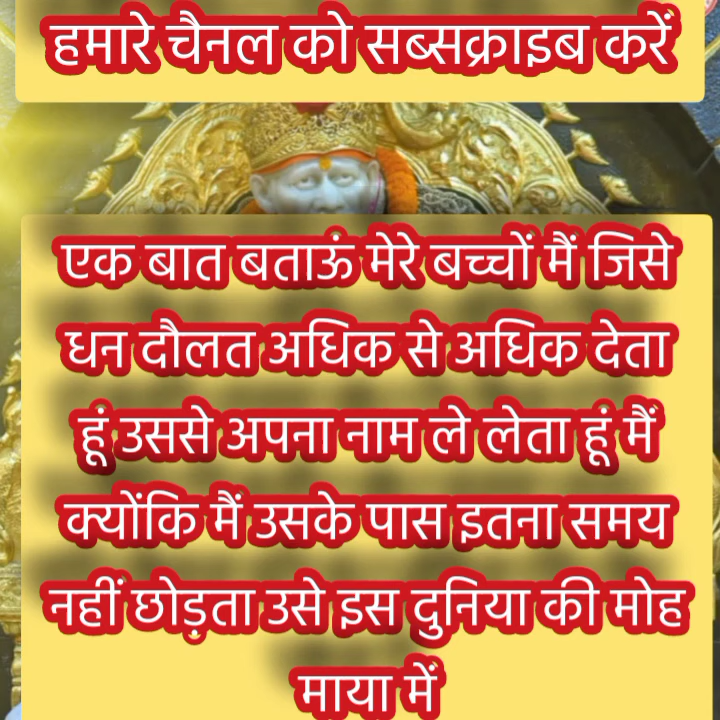 हमारे चैनल को सब्सक्राइब करें
एक बात बताऊं मेरे बच्चों मैं जिसे
धन दौलत अधिक से अधिक देता
हूं उससे अपना नाम ले लेता हूं मैं
क्योंकि मैं उसके पास इतना समय
नहीं छोड़ता उसे इस दुनिया की मोह
माया में